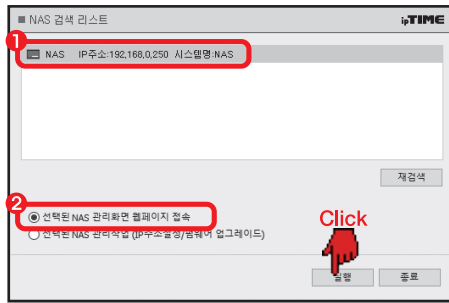 ■ NAS 검색 리스트
ipTIME
1
NAS IP주소:192,168,0,250 시스템명:NAS
재검색
2
선택된 NAS 관리화면 웹페이지 접속
선택된 NAS 관리작업 (IP주소설정/펌웨어 업그레이드)
Click
실행
종료